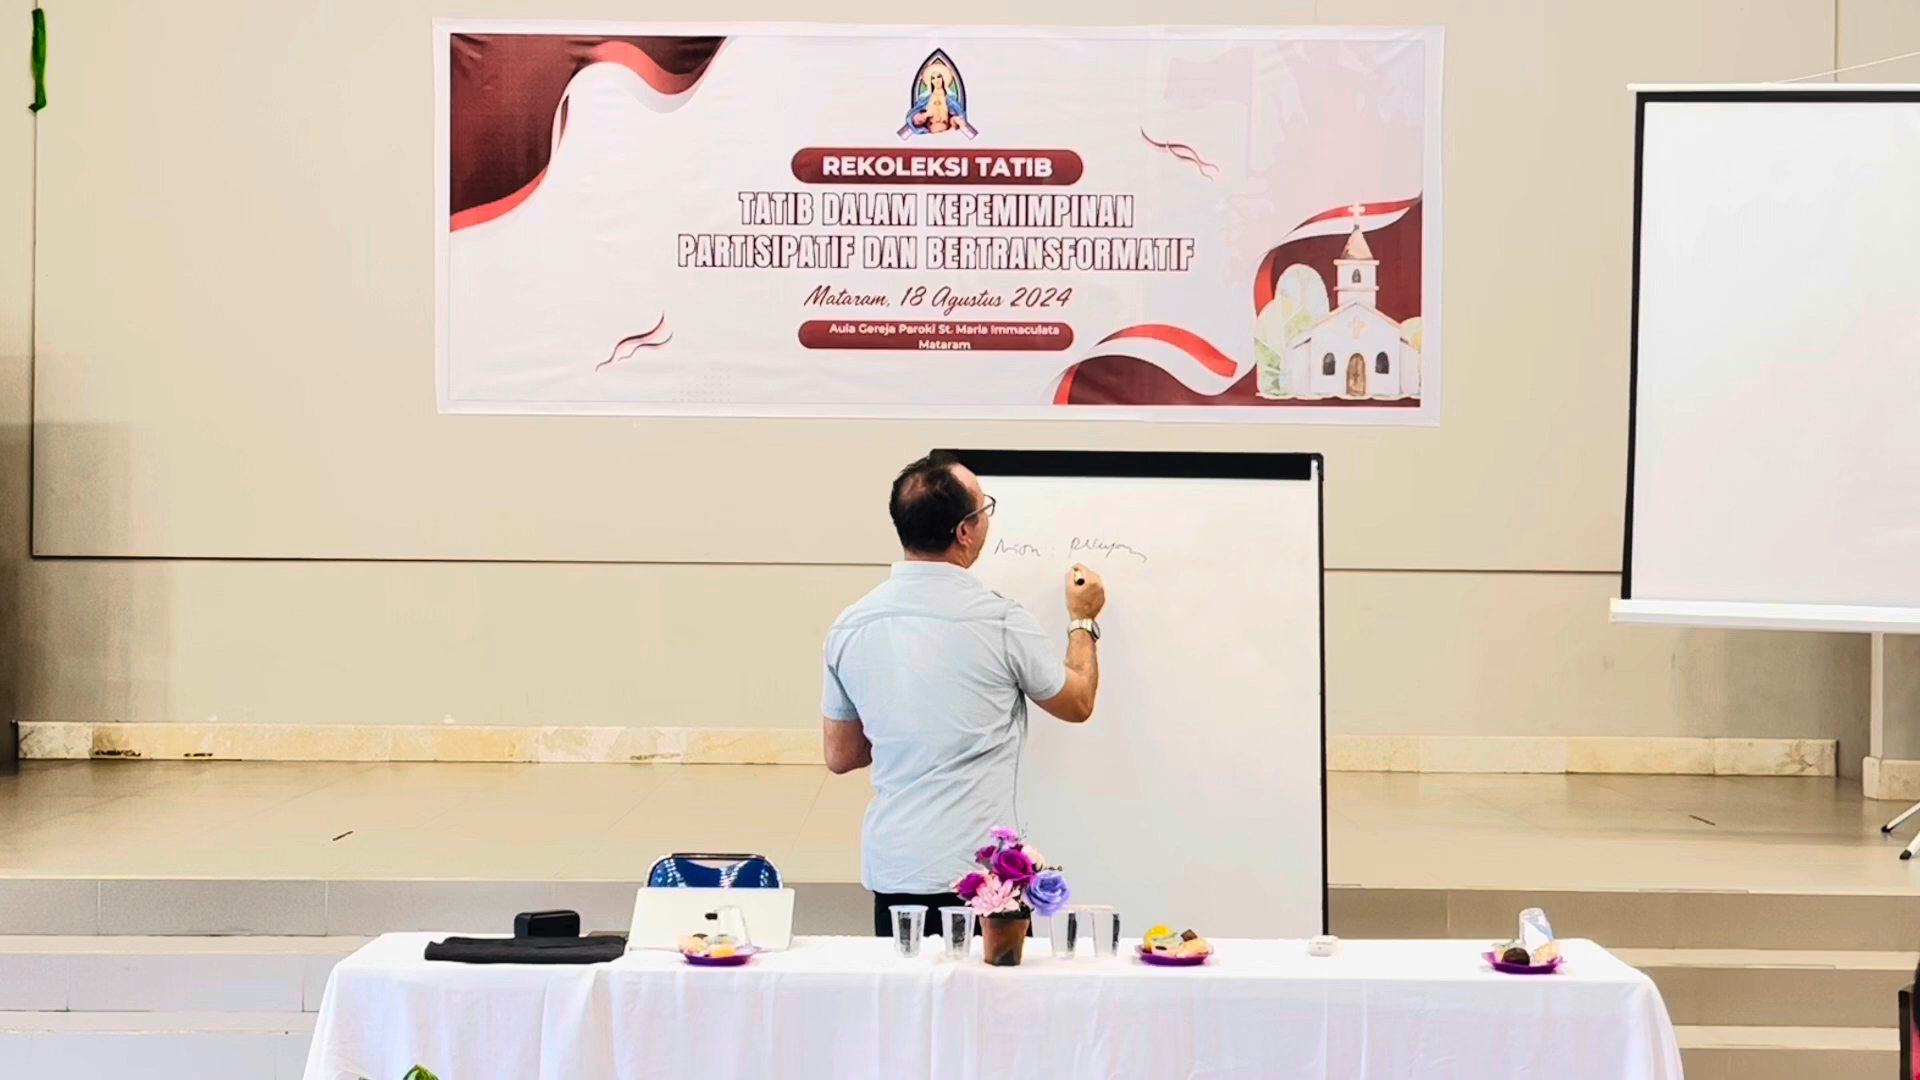 REKOLEKSI TATIB
TATIB DALAM KEPEMIMPINAN
PARTISIPATIF DAN BERTRANSFORMATIF
Mataram, 18 Agustus 2024
Aula Gereja Paroki St. Maria Immaculata
Mataram